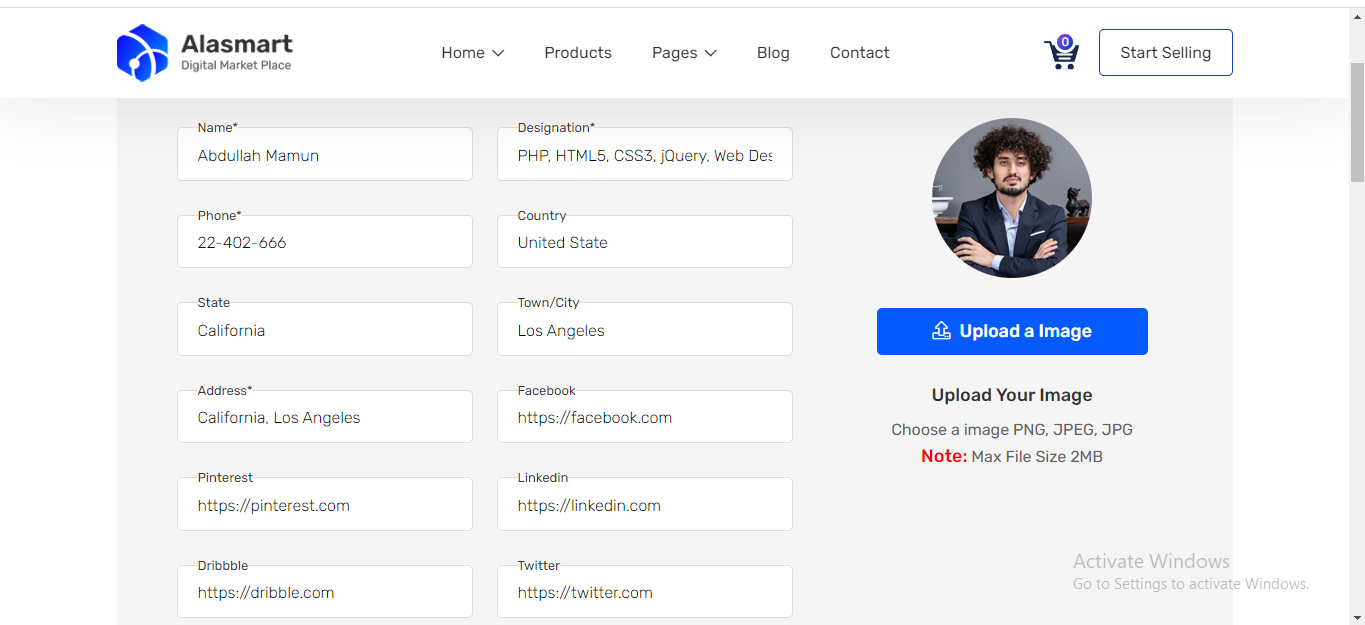 Alasmart
Digital Market Place
Home
Products
Pages
Blog
Contact
0
Start Selling
Name*
Abdullah Mamun
Designation*
PHP, HTML5, CSS3, jQuery, Web Des
Phone*
22-402-666
Country
United State
State
California
Town/City
Los Angeles
Address*
California, Los Angeles
Facebook
https://facebook.com
Pinterest
https://pinterest.com
Linkedin
https://linkedin.com
Dribbble
https://dribble.com
Twitter
https://twitter.com
Upload a Image
Upload Your Image
Choose a image PNG, JPEG, JPG
Note: Max File Size 2MB
Activate Windows
Go to Settings to activate Windows.